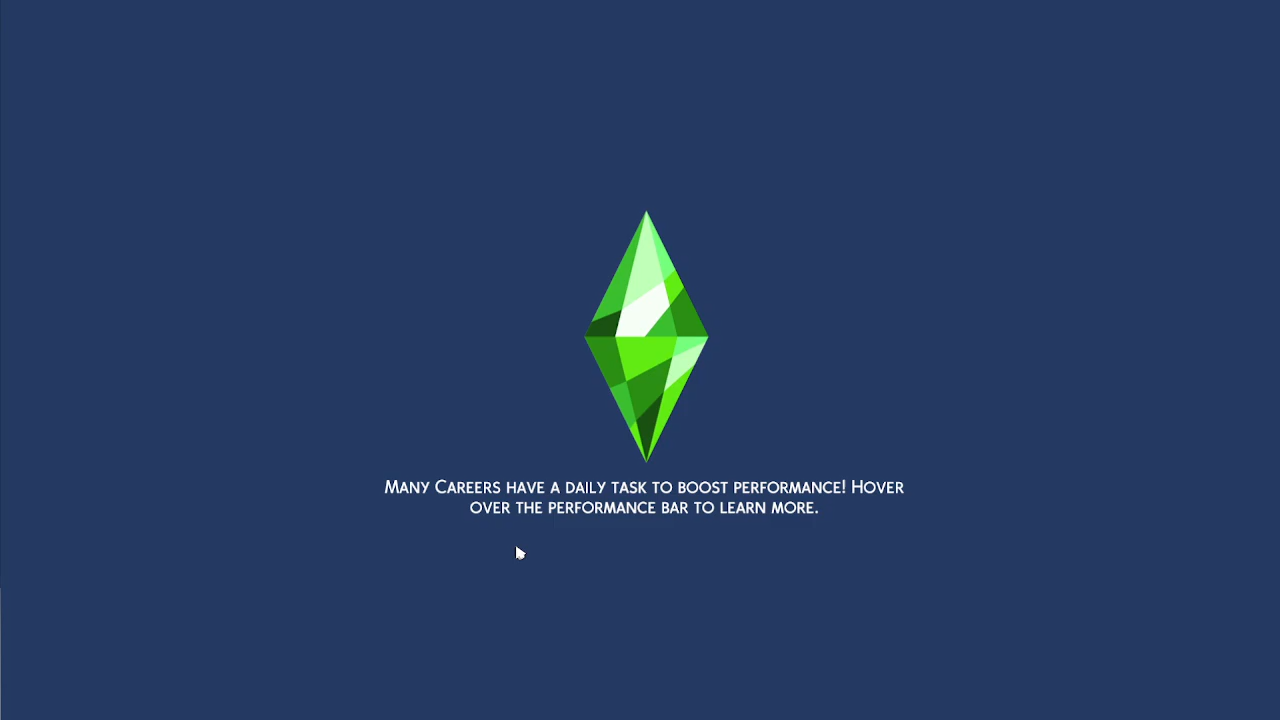 Many Careers have a daily task to boost performance! Hover
over the performance bar to learn more.